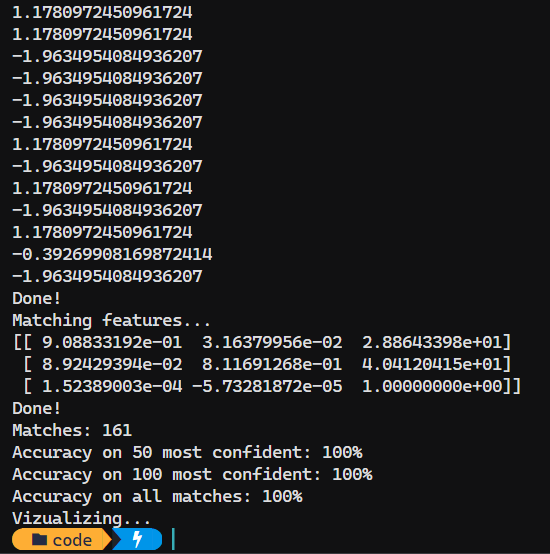 1.1780972450961724
1.1780972450961724
-1.9634954084936207
-1.9634954084936207
-1.9634954084936207
-1.9634954084936207
1.1780972450961724
-1.9634954084936207
1.1780972450961724
-1.9634954084936207
1.1780972450961724
-0.39269908169872414
-1.9634954084936207
Done!
Matching features...
[[ 9.08833192e-01  3.16379956e-02  2.88643398e+01]
 [ 8.92429394e-02  8.11691268e-01  4.04120415e+01]
 [ 1.52389003e-04 -5.73281872e-05  1.00000000e+00]]
Done!
Matches: 161
Accuracy on 50 most confident: 100%
Accuracy on 100 most confident: 100%
Accuracy on all matches: 100%
Vizualizing...
code